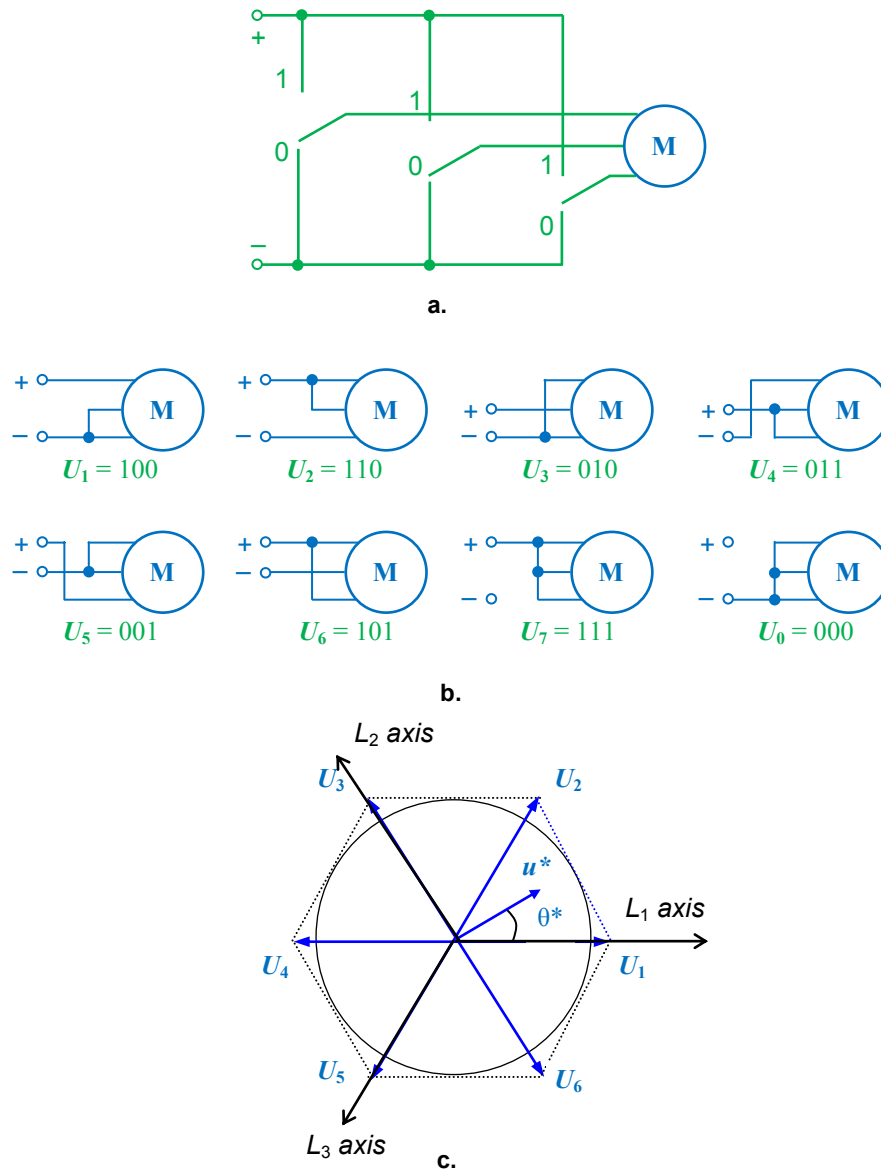 +
1
1
M
0
0
1
0
−
a.
+ M
−
U1 = 100
+ M
−
U2 = 110
+ M
−
U3 = 010
+ M
−
U4 = 011
+
− M
U5 = 001
+
− M
U6 = 101
+ M
−
U7 = 111
+ M
−
U0 = 000
b.
L2 axis
U3
U2
u*
L1 axis
θ*
U4
U1
U5
U6
L3 axis
c.